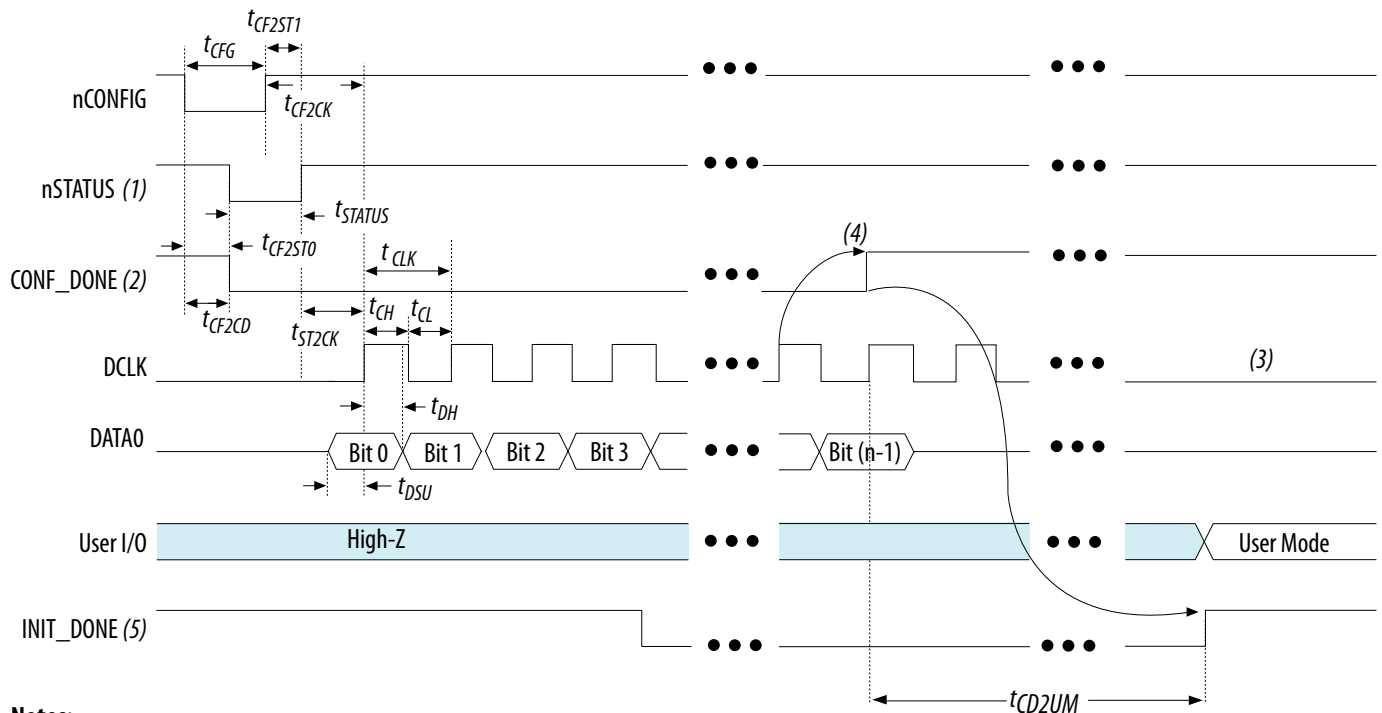 tCF2ST1
tCFG
nCONFIG
tCF2CK
nSTATUS (1)
tSTATUS
tCF2ST0
tCLK
(4)
CONF_DONE (2)
tCF2CD
tST2CK
tCH
tCL
DCLK
(3)
tDH
DATA0
Bit 0
Bit 1
Bit 2
Bit 3
Bit (n-1)
tDSU
User I/O
High-Z
User Mode
INIT_DONE (5)
tCD2UM